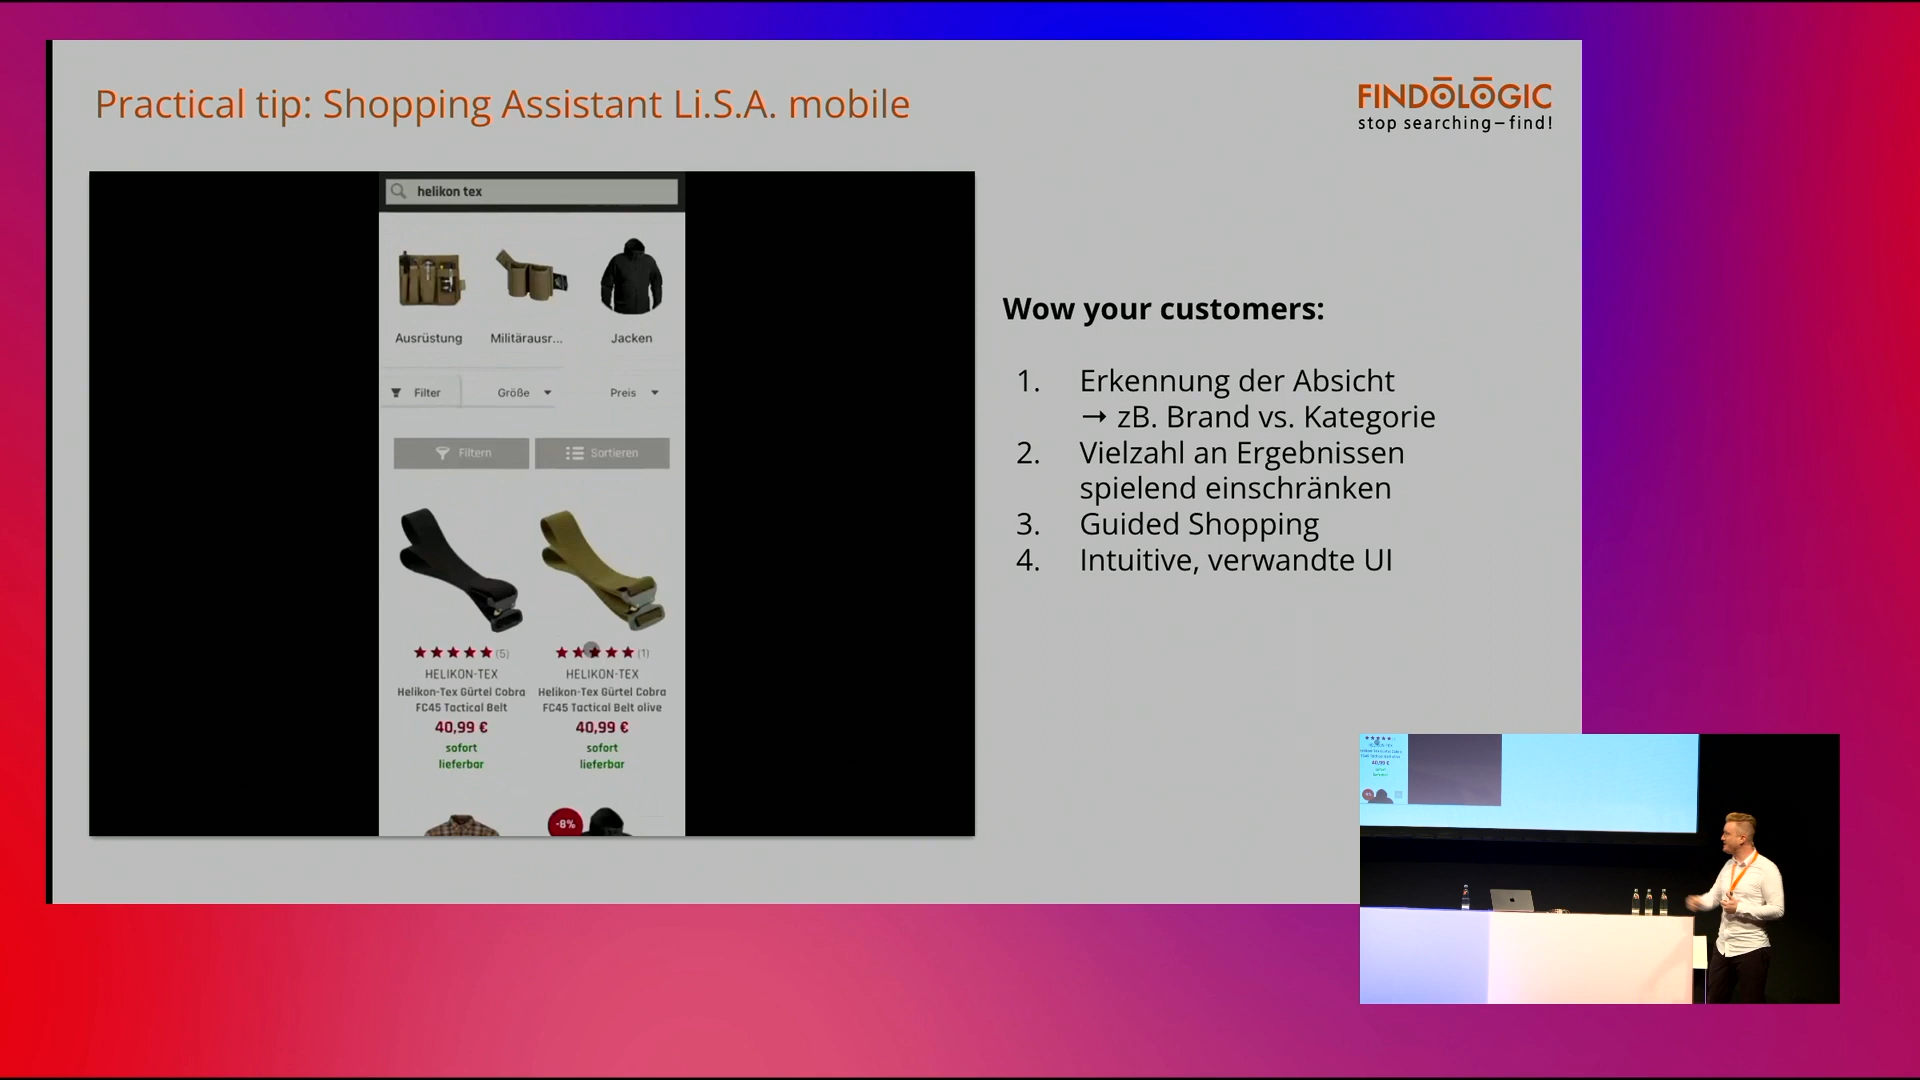 Practical tip: Shopping Assistant Li.S.A. mobile
FINDŌLŌGIC
stop searching – find!
helikon tex
Ausrüstung Militärausr... Jacken
Filter Größe Preis
Filtern Sortieren
(5) (1)
HELIKON-TEX HELIKON-TEX
Helikon-Tex Gürtel Cobra Helikon-Tex Gürtel Cobra
FC45 Tactical Belt FC45 Tactical Belt olive
40,99 € 40,99 €
sofort sofort
lieferbar lieferbar
-8%
Wow your customers:
1. Erkennung der Absicht
→ zB. Brand vs. Kategorie
2. Vielzahl an Ergebnissen
spielend einschränken
3. Guided Shopping
4. Intuitive, verwandte UI
40,99 €